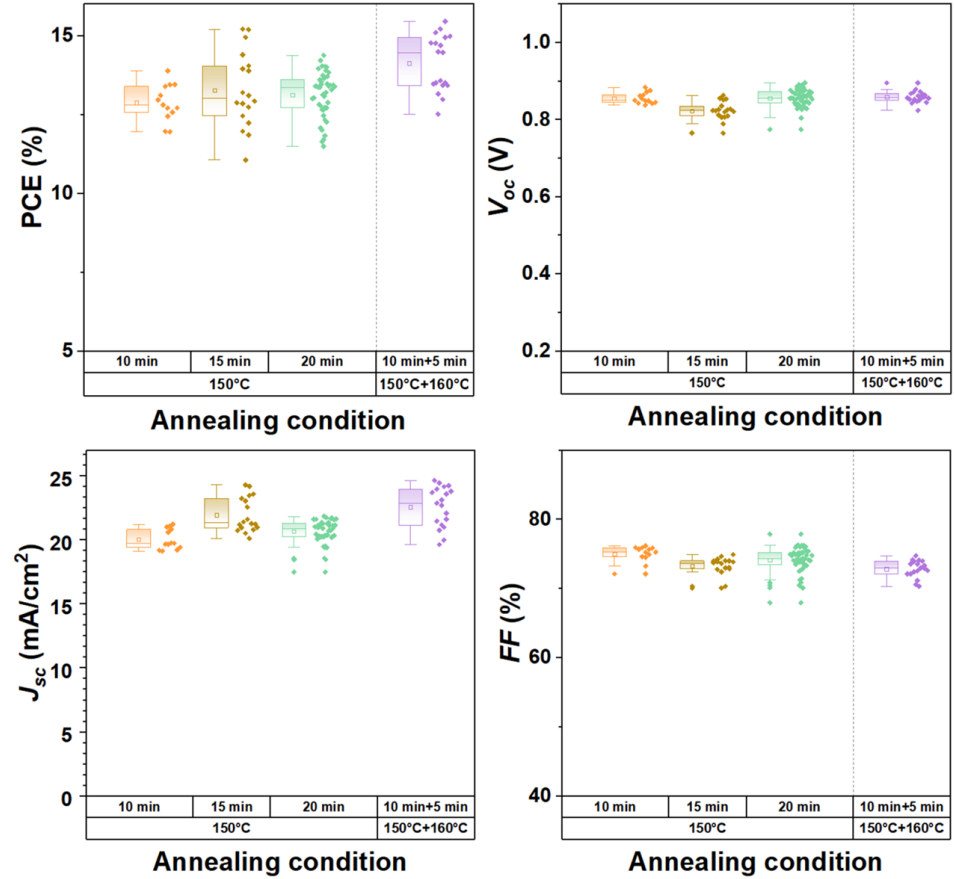 PCE (%)
15
10
5
10 min 15 min 20 min 10 min+5 min
150°C 150°C+160°C
Annealing condition
Voc (V)
1.0
0.8
0.6
0.4
0.2
10 min 15 min 20 min 10 min+5 min
150°C 150°C+160°C
Annealing condition
Jsc (mA/cm²)
25
20
15
10
5
0
10 min 15 min 20 min 10 min+5 min
150°C 150°C+160°C
Annealing condition
FF (%)
80
60
40
10 min 15 min 20 min 10 min+5 min
150°C 150°C+160°C
Annealing condition